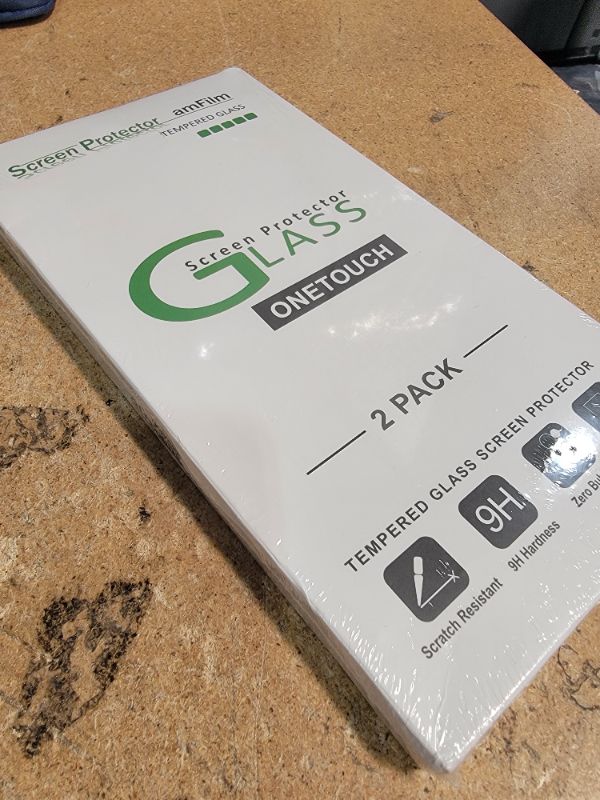 Screen Protector amFilm
TEMPERED GLASS
Screen Protector
GLASS
ONETOUCH
2 PACK
TEMPERED GLASS SCREEN PROTECTOR
9H
Scratch Resistant 9H Hardness Zero